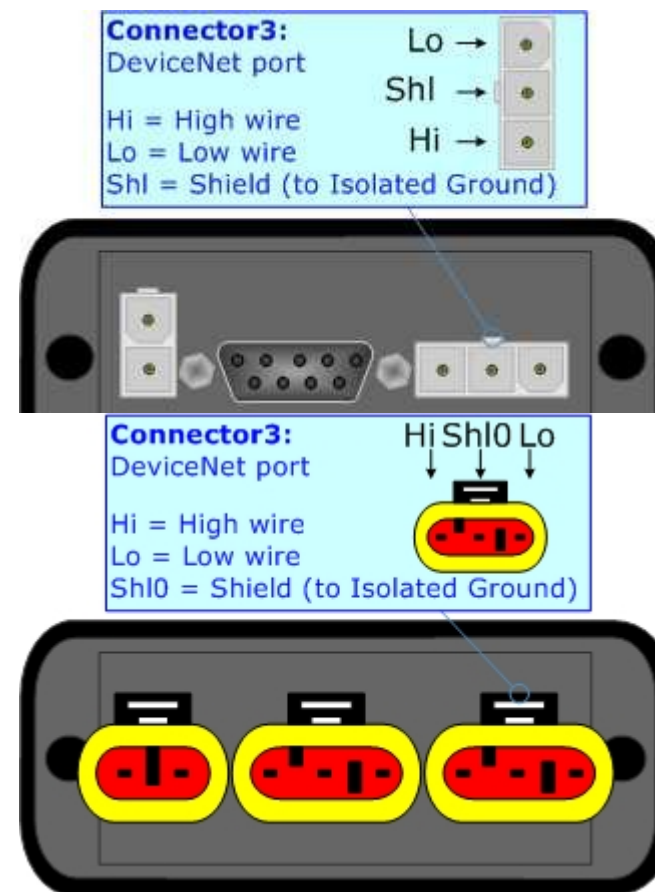 Connector3:
DeviceNet port
Hi = High wire
Lo = Low wire
Shl = Shield (to Isolated Ground)
Lo →
Shl →
Hi →
Connector3:
DeviceNet port
Hi = High wire
Lo = Low wire
Shl0 = Shield (to Isolated Ground)
Hi Shl0 Lo